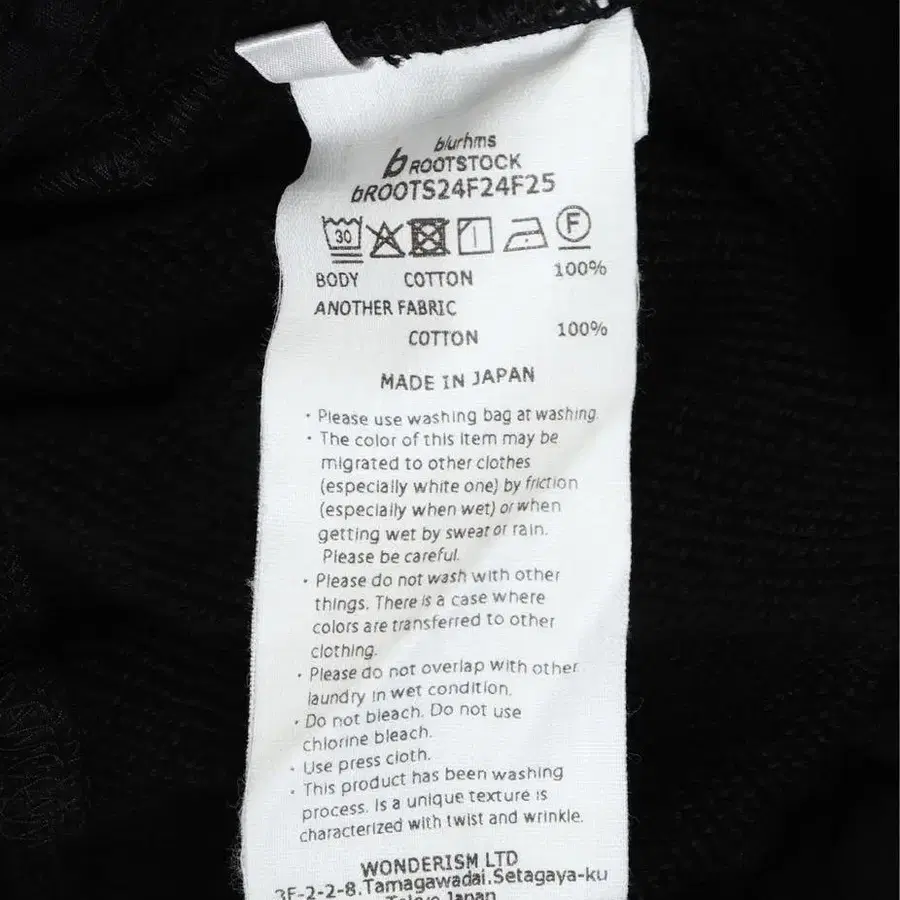 blurhms
b ROOTSTOCK
bROOTS24F24F25
30 F
BODY COTTON 100%
ANOTHER FABRIC
COTTON 100%
MADE IN JAPAN
· Please use washing bag at washing.
· The color of this item may be
migrated to other clothes
(especially white one) by friction
(especially when wet) or when
getting wet by sweat or rain.
Please be careful.
· Please do not wash with other
things. There is a case where
colors are transferred to other
clothing.
· Please do not overlap with other
laundry in wet condition.
· Do not bleach. Do not use
chlorine bleach.
· Use press cloth.
· This product has been washing
process. Is a unique texture is
characterized with twist and wrinkle.
WONDERISM LTD
3F-2-2-8.Tamagawadai.Setagaya-ku
Tokyo Japan